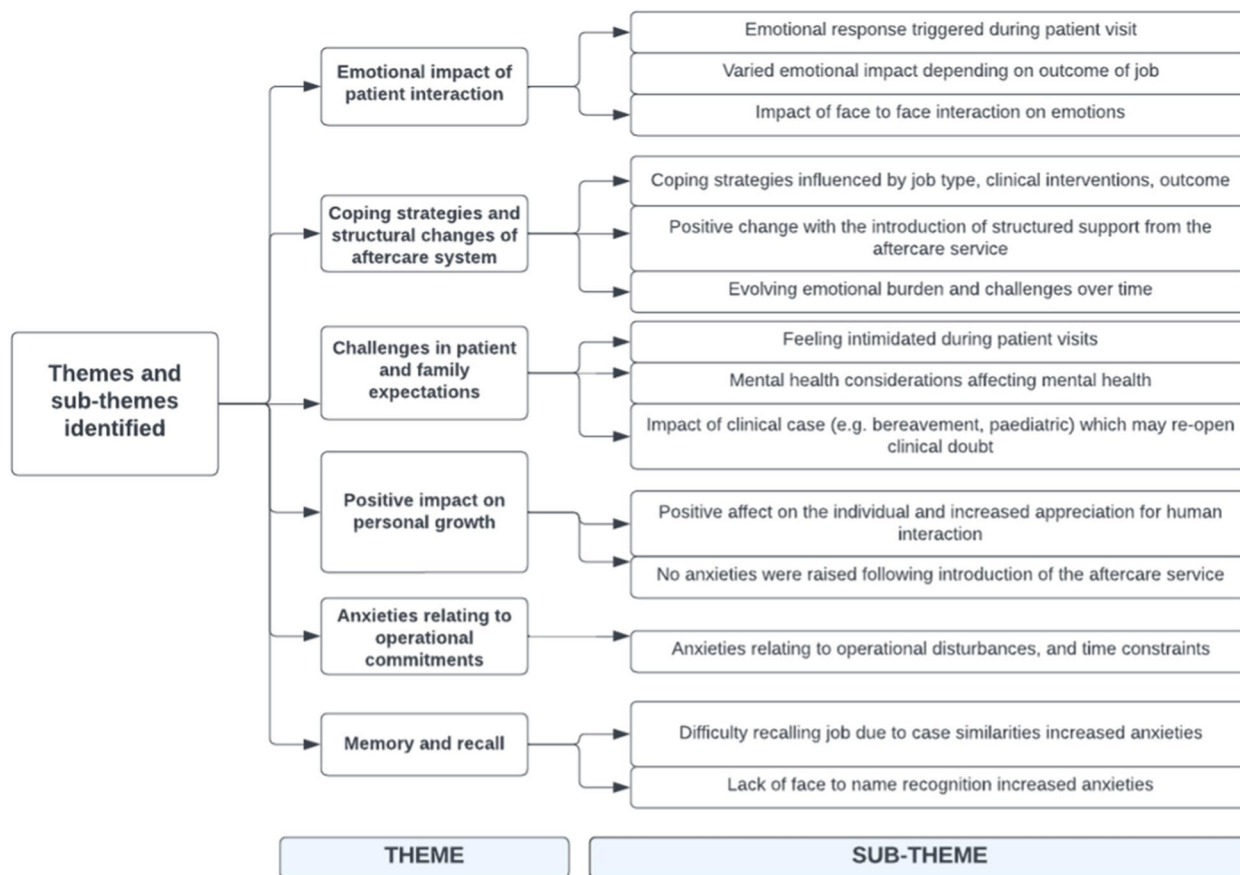 Themes and
sub-themes
identified
Emotional impact of
patient interaction
Emotional response triggered during patient visit
Varied emotional impact depending on outcome of job
Impact of face to face interaction on emotions
Coping strategies and
structural changes of
aftercare system
Coping strategies influenced by job type, clinical interventions, outcome
Positive change with the introduction of structured support from the
aftercare service
Evolving emotional burden and challenges over time
Challenges in patient
and family
expectations
Feeling intimidated during patient visits
Mental health considerations affecting mental health
Impact of clinical case (e.g. bereavement, paediatric) which may re-open
clinical doubt
Positive impact on
personal growth
Positive affect on the individual and increased appreciation for human
interaction
No anxieties were raised following introduction of the aftercare service
Anxieties relating to
operational
commitments
Anxieties relating to operational disturbances, and time constraints
Memory and recall
Difficulty recalling job due to case similarities increased anxieties
Lack of face to name recognition increased anxieties
THEME
SUB-THEME